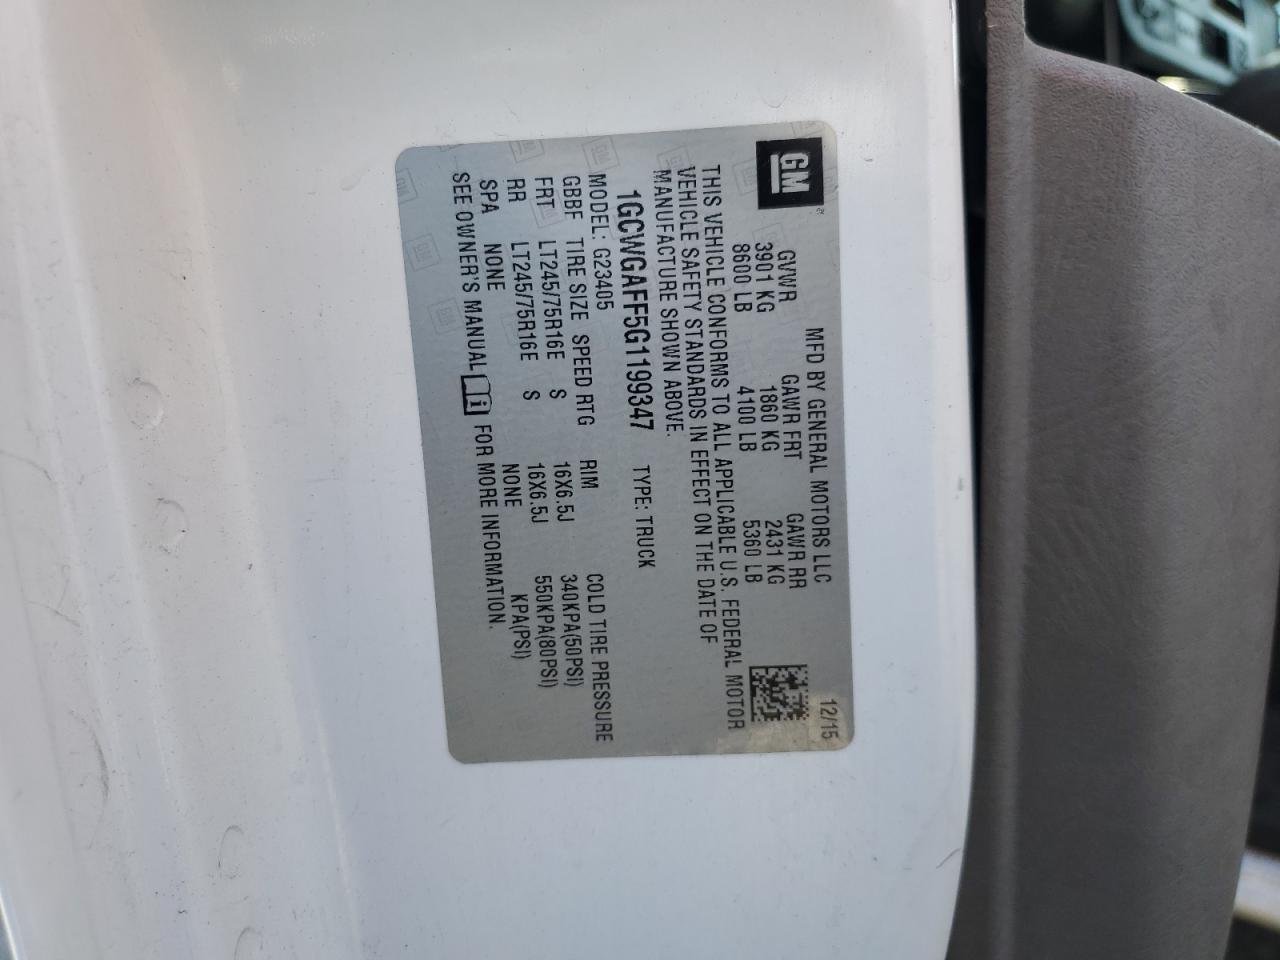 GM
MFD BY GENERAL MOTORS LLC 12/15
GVWR GAWR FRT GAWR RR
3901 KG 1860 KG 2431 KG
8600 LB 4100 LB 5360 LB
THIS VEHICLE CONFORMS TO ALL APPLICABLE U.S. FEDERAL MOTOR
VEHICLE SAFETY STANDARDS IN EFFECT ON THE DATE OF
MANUFACTURE SHOWN ABOVE.
1GCWGAFF5G1199347 TYPE: TRUCK
MODEL: G23405
GBBF TIRE SIZE SPEED RTG RIM COLD TIRE PRESSURE
FRT LT245/75R16E S 16X6.5J 340KPA(50PSI)
RR LT245/75R16E S 16X6.5J 550KPA(80PSI)
SPA NONE NONE KPA(PSI)
SEE OWNER'S MANUAL i FOR MORE INFORMATION.